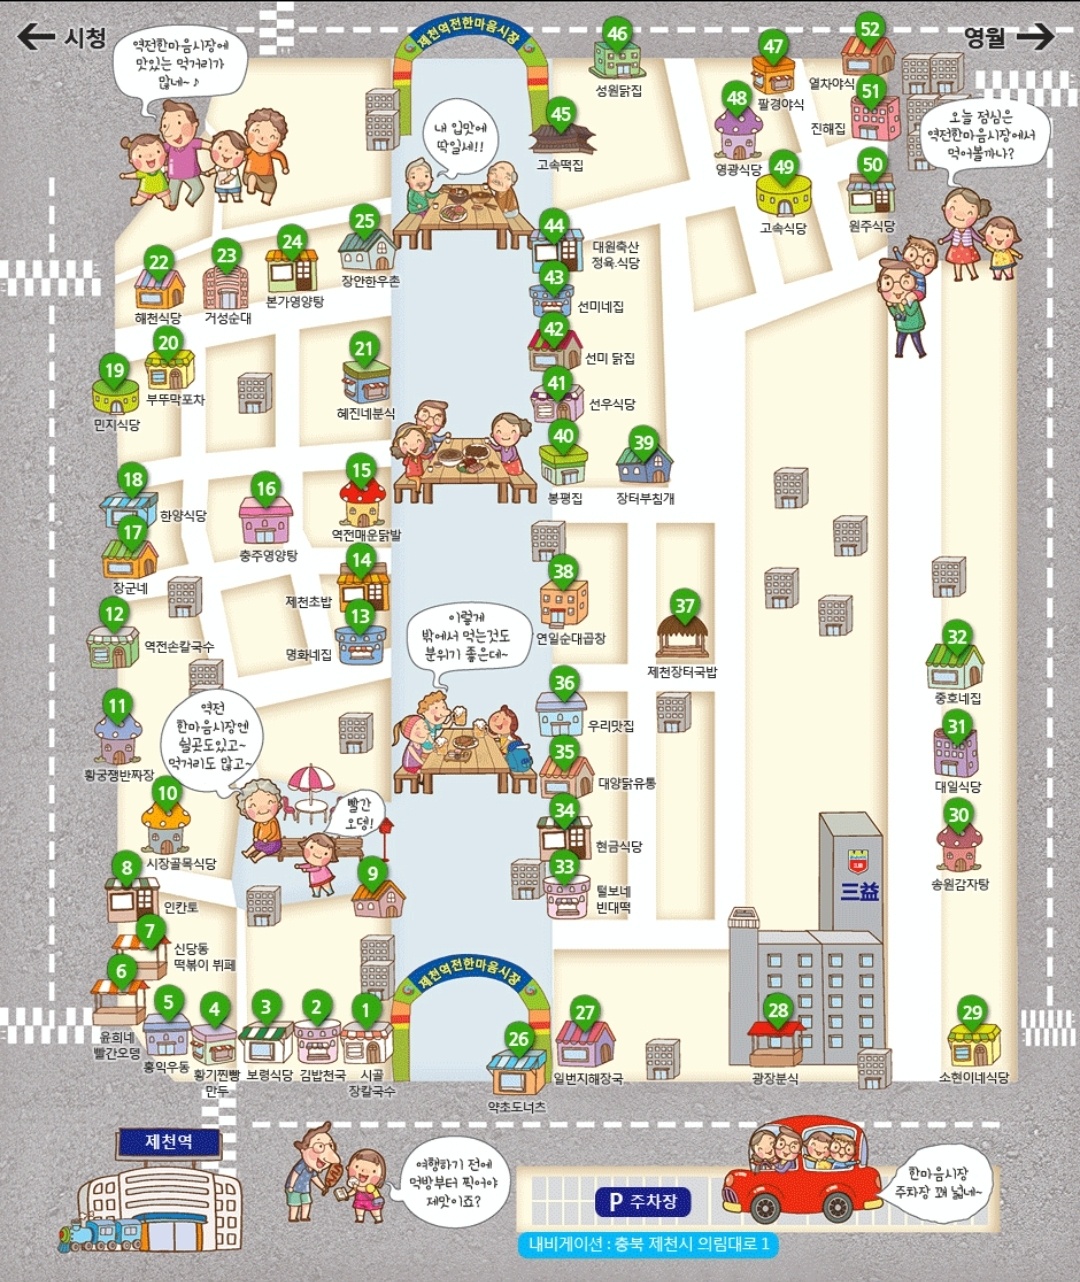 시청
영월
제천역전한마음시장
역전한마음시장에
맛있는 먹거리가
많네~♪
내 입맛에
딱일세!!
오늘 점심은
역전한마음시장에서
먹어볼까나?
46
성원닭집
47
팔경야식
52
열차야식
51
진해집
48
영광식당
49
고속식당
50
원주식당
45
고속떡집
25
장안한우촌
24
본가영양탕
23
거성순대
22
해천식당
44
대원축산
정육.식당
43
선미네집
42
선미 닭집
41
선우식당
40
봉평집
39
장터부침개
21
혜진네분식
20
부뚜막포차
19
민지식당
18
한양식당
17
장군네
16
충주영양탕
15
역전매운닭발
14
제천초밥
13
명화네집
12
역전손칼국수
38
연일순대곱창
37
제천장터국밥
이렇게
밖에서 먹는것도
분위기 좋은데~
36
우리맛집
35
대양닭유통
34
현금식당
33
털보네
빈대떡
32
중호네집
31
대일식당
30
송원감자탕
11
황궁쟁반짜장
역전
한마음시장엔
쉴곳도있고~
먹거리도 많고~
빨간
오뎅!
10
시장골목식당
9
8
인칸토
7
신당동
떡볶이 뷔페
6
윤희네
빨간오뎅
5
홍익우동
4
황기찐빵
만두
3
보령식당
2
김밥천국
1
시골
장칼국수
제천역전한마음시장
26
약초도너츠
27
일번지해장국
三益
28
광장분식
29
소현이네식당
제천역
여행하기 전에
먹방부터 찍어야
제맛이죠?
P 주차장
한마음시장
주차장 꽤 넓네~
내비게이션 : 충북 제천시 의림대로 1